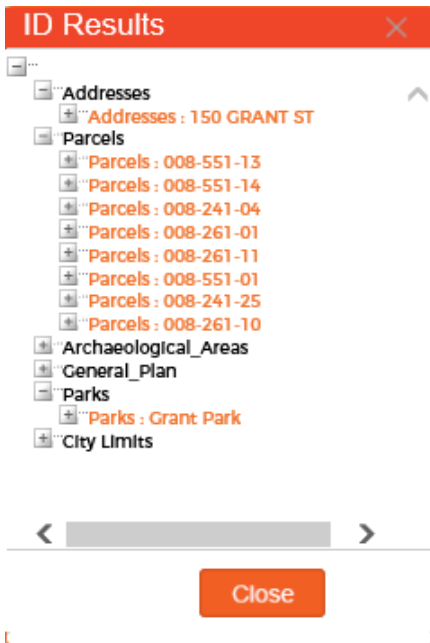 ID Results
Addresses
Addresses : 150 GRANT ST
Parcels
Parcels : 008-551-13
Parcels : 008-551-14
Parcels : 008-241-04
Parcels : 008-261-01
Parcels : 008-261-11
Parcels : 008-551-01
Parcels : 008-241-25
Parcels : 008-261-10
Archaeological_Areas
General_Plan
Parks
Parks : Grant Park
City Limits
Close